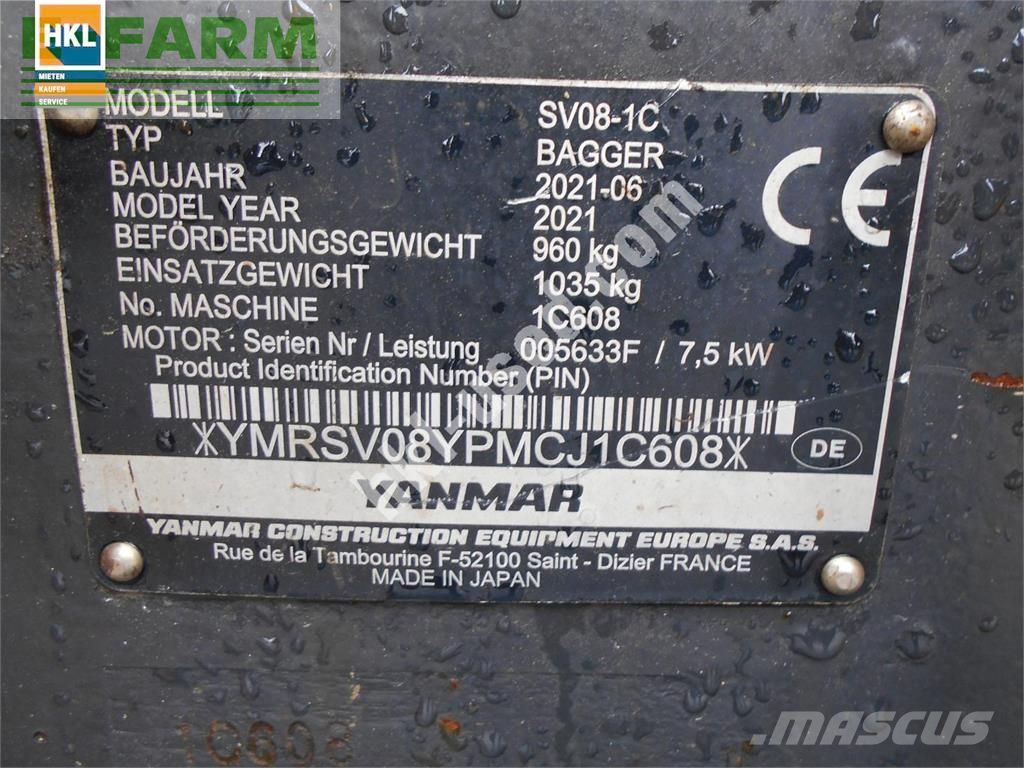 FARM
HKL
MIETEN
KAUFEN
SERVICE
MODELL SV08-1C
TYP BAGGER
BAUJAHR 2021-06
MODEL YEAR 2021
BEFÖRDERUNGSGEWICHT 960 kg
EINSATZGEWICHT 1035 kg
No. MASCHINE 1C608
MOTOR : Serien Nr / Leistung 005633F / 7,5 kW
Product Identification Number (PIN)
YMRSV08YPMCJ1C608
DE
YANMAR
YANMAR CONSTRUCTION EQUIPMENT EUROPE S.A.S.
Rue de la Tambourine F-52100 Saint - Dizier FRANCE
MADE IN JAPAN
CE
1C608
MASCUS